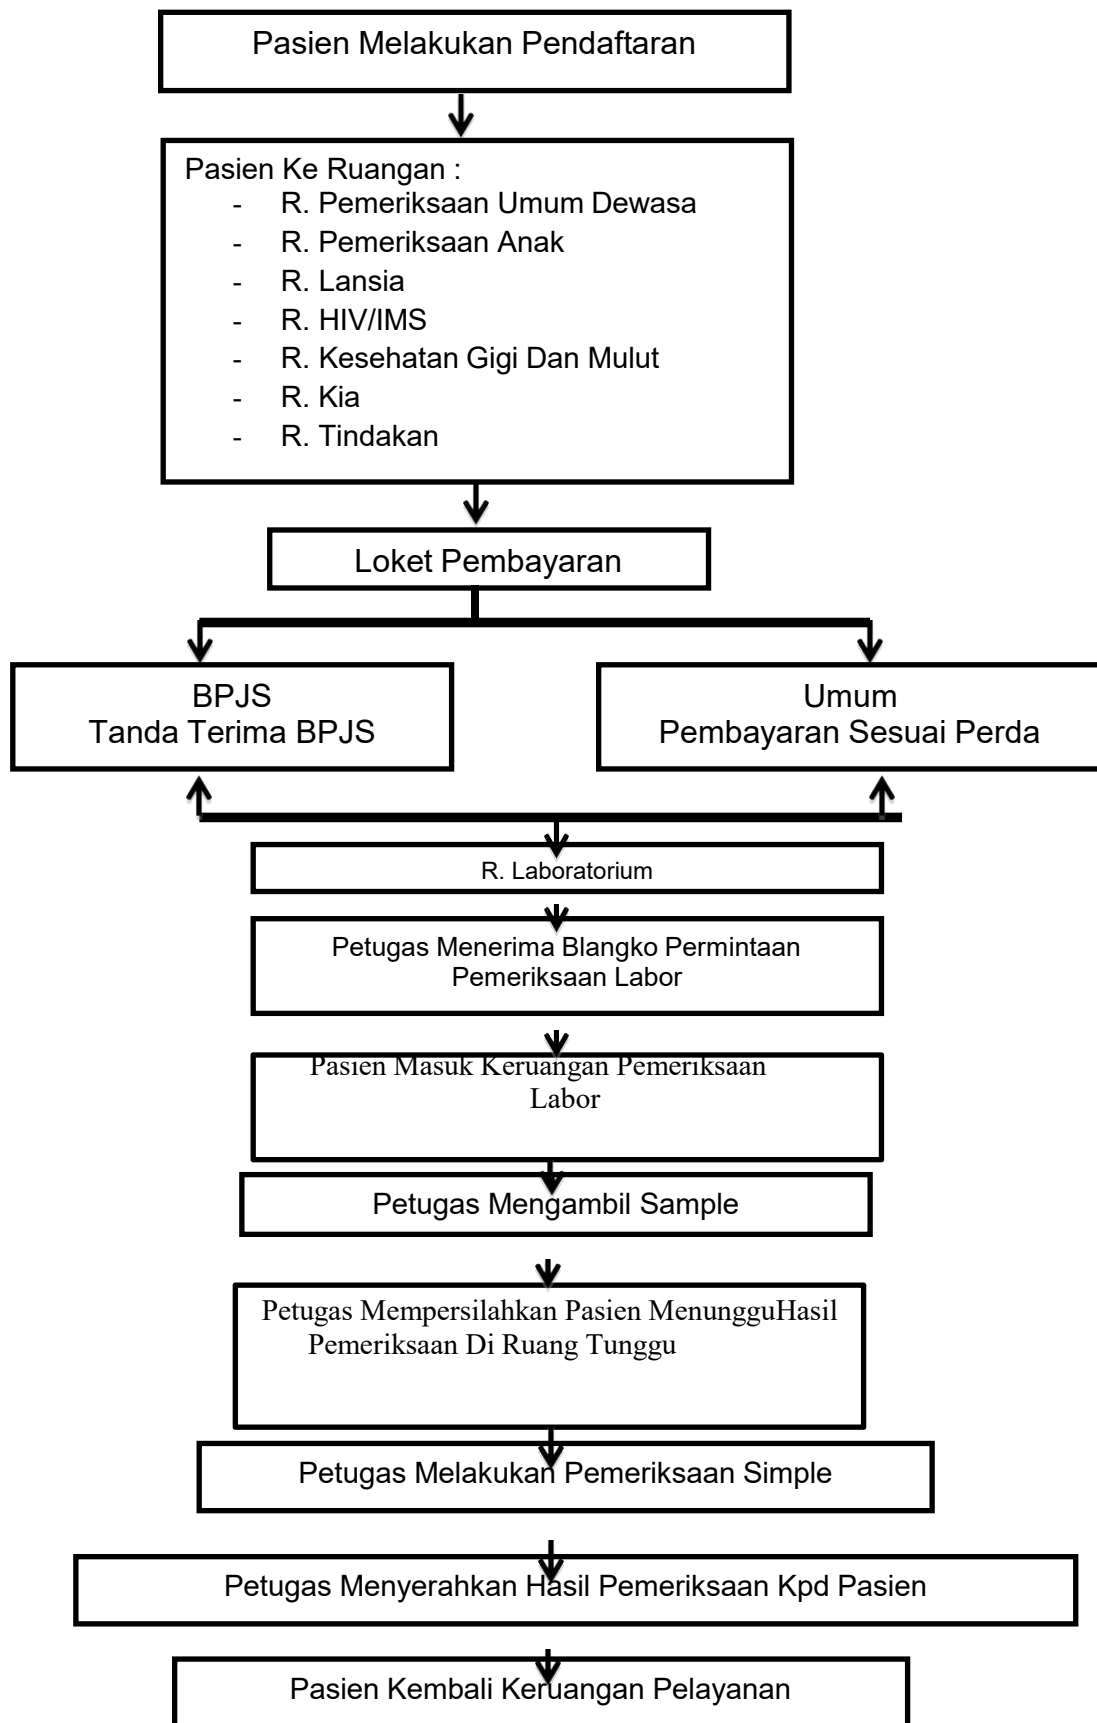 Pasien Melakukan Pendaftaran
Pasien Ke Ruangan :
- R. Pemeriksaan Umum Dewasa
- R. Pemeriksaan Anak
- R. Lansia
- R. HIV/IMS
- R. Kesehatan Gigi Dan Mulut
- R. Kia
- R. Tindakan
Loket Pembayaran
BPJS
Tanda Terima BPJS
Umum
Pembayaran Sesuai Perda
R. Laboratorium
Petugas Menerima Blangko Permintaan
Pemeriksaan Labor
Pasien Masuk Keruangan Pemeriksaan
Labor
Petugas Mengambil Sample
Petugas Mempersilahkan Pasien MenungguHasil
Pemeriksaan Di Ruang Tunggu
Petugas Melakukan Pemeriksaan Simple
Petugas Menyerahkan Hasil Pemeriksaan Kpd Pasien
Pasien Kembali Keruangan Pelayanan